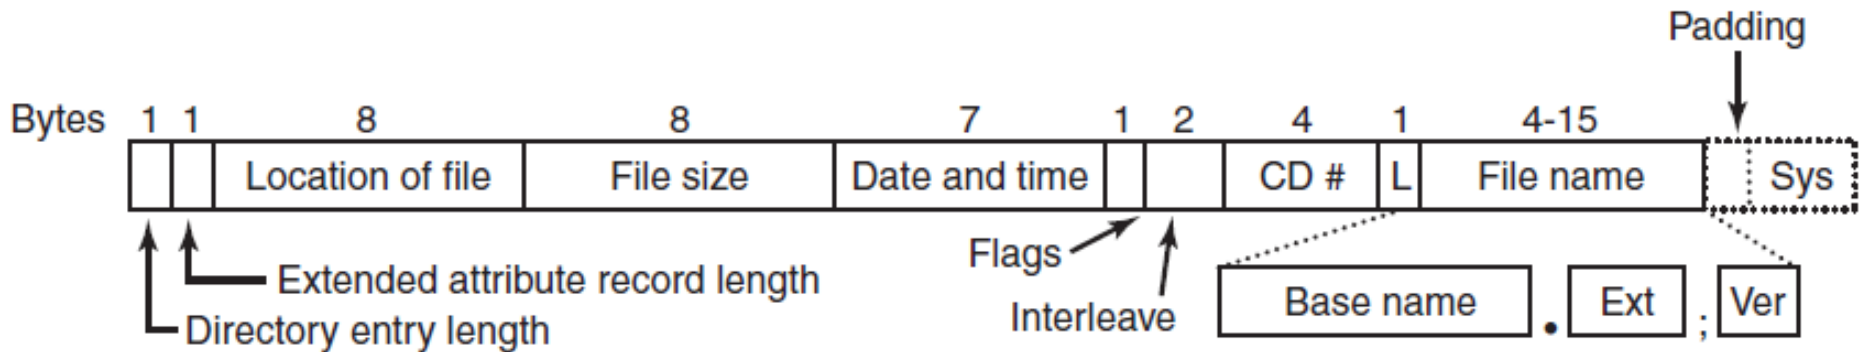 Padding
Bytes 1 1 8 8 7 1 2 4 1 4-15
Location of file File size Date and time CD # L File name Sys
Flags
Extended attribute record length
Interleave
Base name . Ext ; Ver
Directory entry length